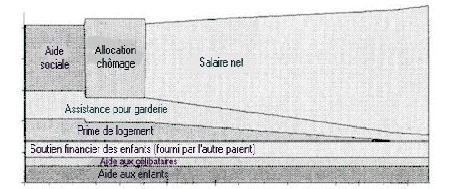 Aide
sociale
Allocation
chômage
Salaire net
Assistance pour garderie
Prime de logement
Soutien financier des enfants (fourni par l'autre parent)
Aide aux célibataires
Aide aux enfants